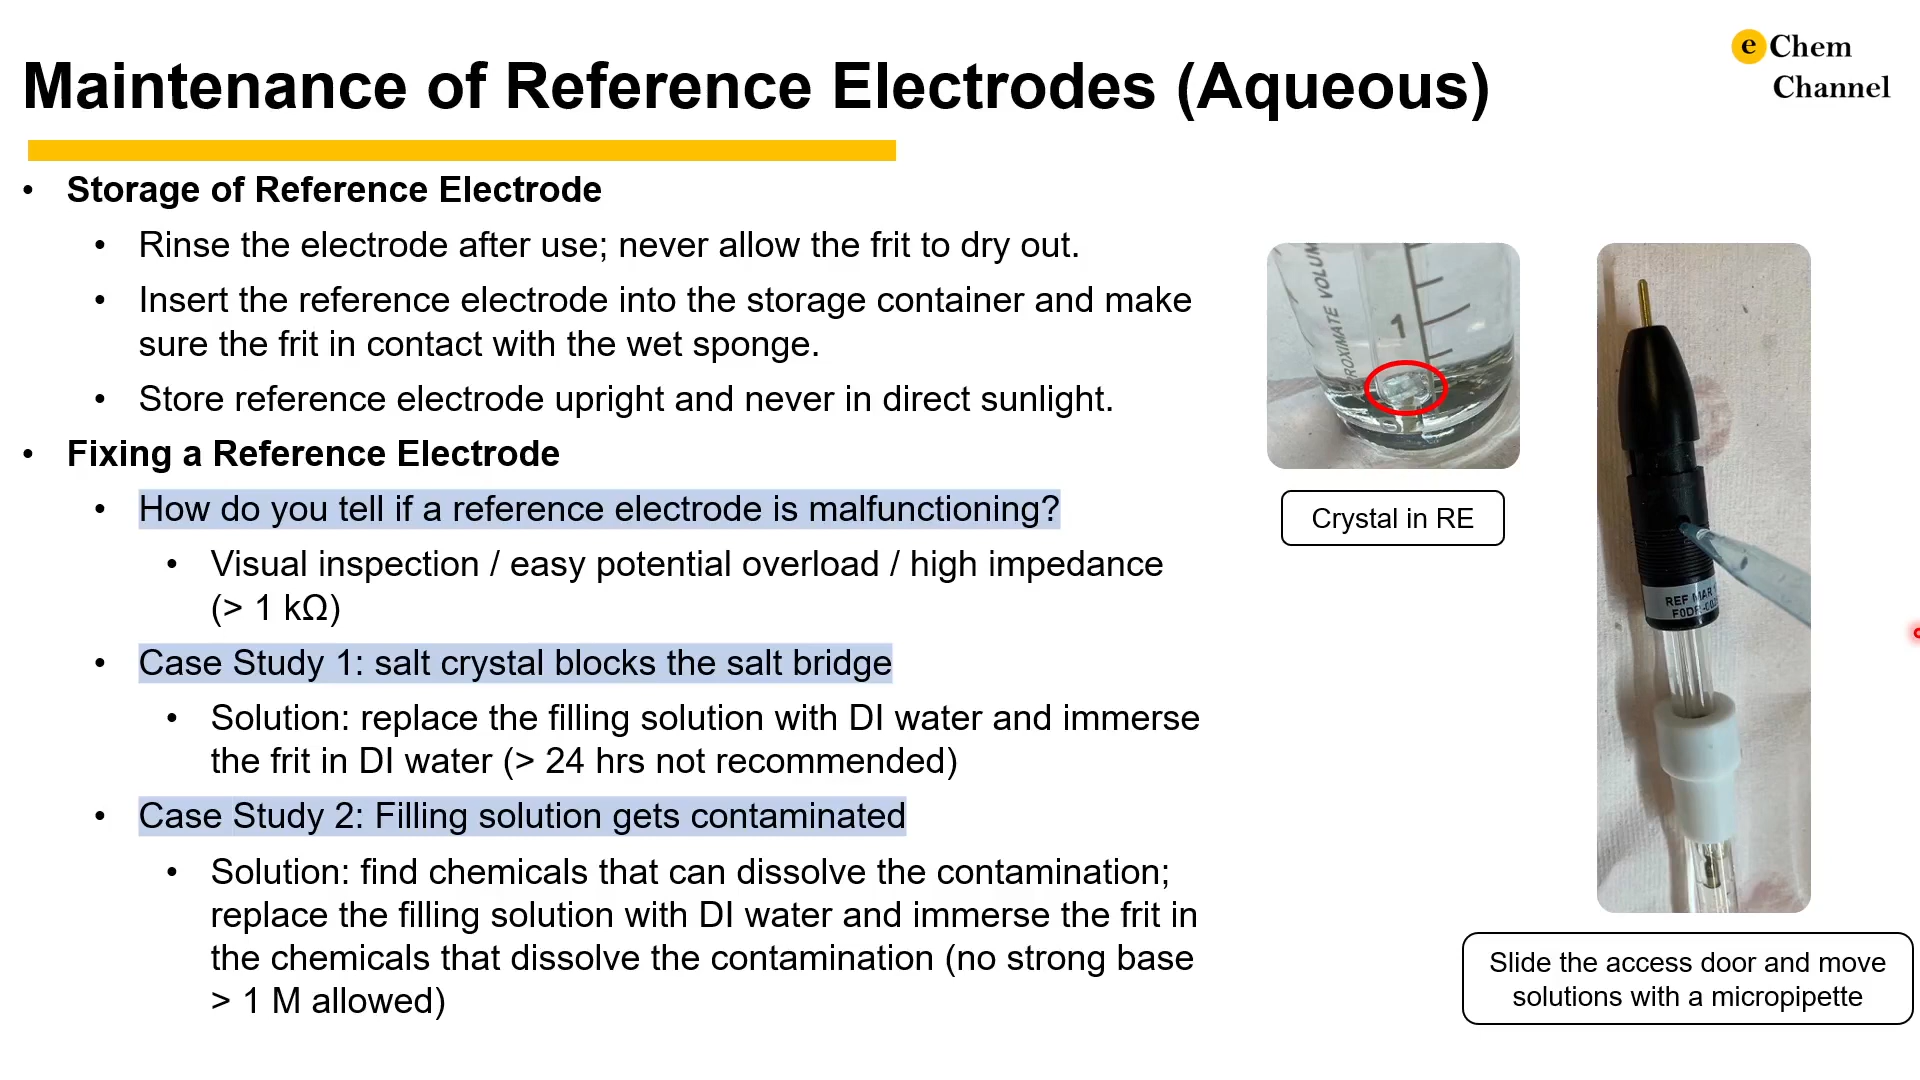 Maintenance of Reference Electrodes (Aqueous)
e Chem
Channel
• Storage of Reference Electrode
• Rinse the electrode after use; never allow the frit to dry out.
• Insert the reference electrode into the storage container and make
sure the frit in contact with the wet sponge.
• Store reference electrode upright and never in direct sunlight.
• Fixing a Reference Electrode
• How do you tell if a reference electrode is malfunctioning?
• Visual inspection / easy potential overload / high impedance
(> 1 kΩ)
• Case Study 1: salt crystal blocks the salt bridge
• Solution: replace the filling solution with DI water and immerse
the frit in DI water (> 24 hrs not recommended)
• Case Study 2: Filling solution gets contaminated
• Solution: find chemicals that can dissolve the contamination;
replace the filling solution with DI water and immerse the frit in
the chemicals that dissolve the contamination (no strong base
> 1 M allowed)
VOLUM
1
Crystal in RE
REF MAR
Slide the access door and move
solutions with a micropipette